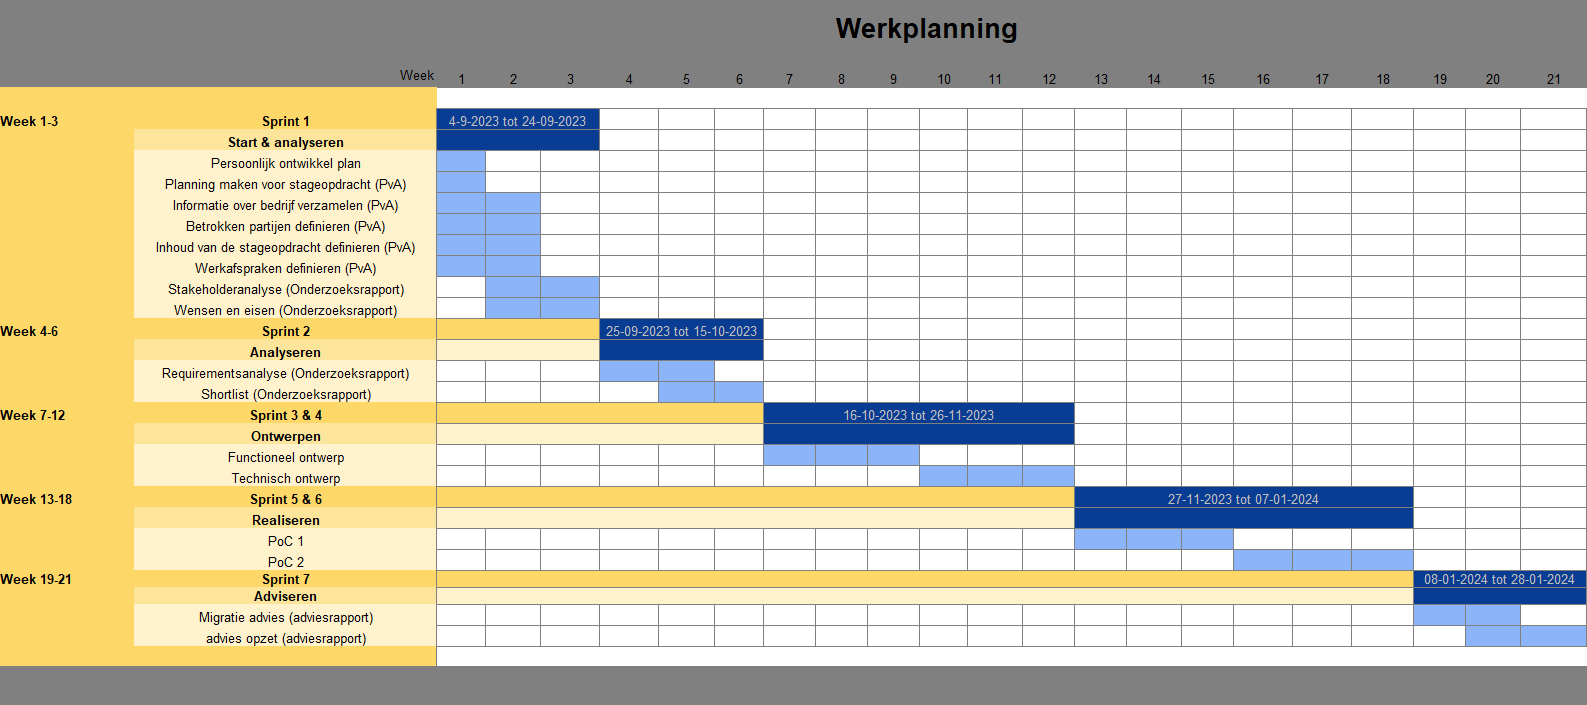 Werkplanning
Week 1 2 3 4 5 6 7 8 9 10 11 12 13 14 15 16 17 18 19 20 21
Week 1-3 Sprint 1 4-9-2023 tot 24-09-2023
Start & analyseren
Persoonlijk ontwikkel plan
Planning maken voor stageopdracht (PvA)
Informatie over bedrijf verzamelen (PvA)
Betrokken partijen definieren (PvA)
Inhoud van de stageopdracht definieren (PvA)
Werkafspraken definieren (PvA)
Stakeholderanalyse (Onderzoeksrapport)
Wensen en eisen (Onderzoeksrapport)
Week 4-6 Sprint 2 25-09-2023 tot 15-10-2023
Analyseren
Requirementsanalyse (Onderzoeksrapport)
Shortlist (Onderzoeksrapport)
Week 7-12 Sprint 3 & 4 16-10-2023 tot 26-11-2023
Ontwerpen
Functioneel ontwerp
Technisch ontwerp
Week 13-18 Sprint 5 & 6 27-11-2023 tot 07-01-2024
Realiseren
PoC 1
PoC 2
Week 19-21 Sprint 7 08-01-2024 tot 28-01-2024
Adviseren
Migratie advies (adviesrapport)
advies opzet (adviesrapport)